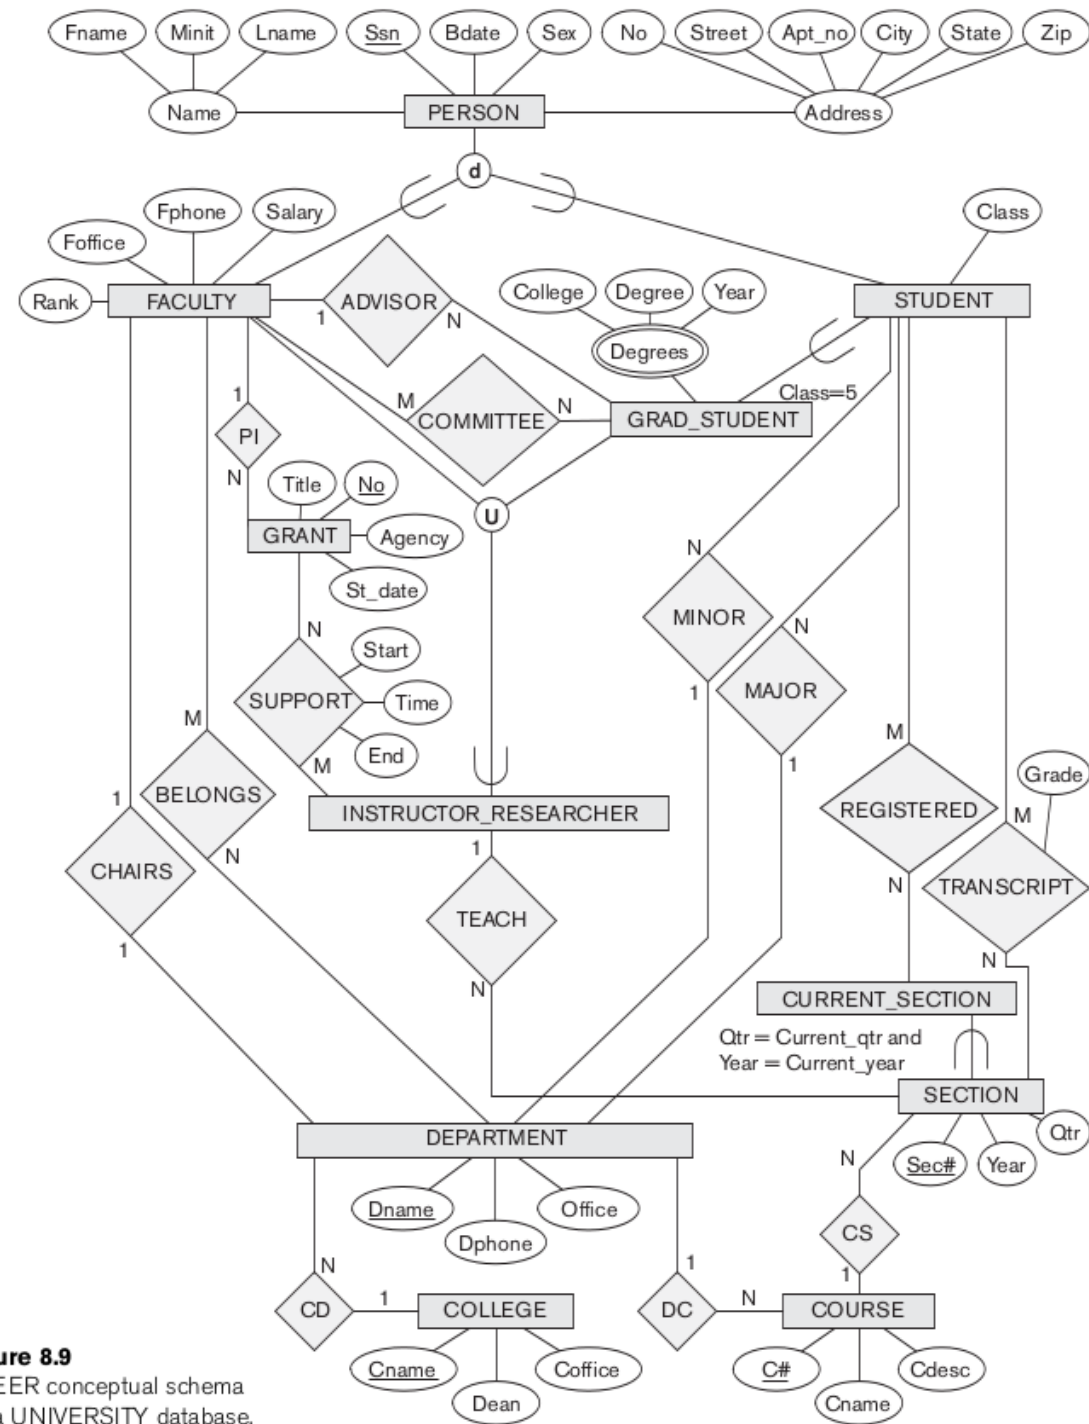 Fname Minit Lname Ssn Bdate Sex No Street Apt_no City State Zip
Name PERSON Address
d
Fphone Salary Class
Foffice
Rank FACULTY ADVISOR College Degree Year STUDENT
1 N
Degrees
Class=5
1 M N
COMMITTEE GRAD_STUDENT
PI
N
Title No
U
GRANT Agency
N
St_date
MINOR
N N
Start
SUPPORT Time MAJOR
1
M
End
M M
1
Grade
BELONGS
1 INSTRUCTOR_RESEARCHER REGISTERED M
1
N
CHAIRS TRANSCRIPT
N
TEACH
1 N
N
CURRENT_SECTION
Qtr = Current_qtr and
Year = Current_year
SECTION
DEPARTMENT Qtr
N Sec# Year
Dname Office
Dphone CS
N 1 1
1 N
CD COLLEGE DC COURSE
ure 8.9
EER conceptual schema Cname Coffice C# Cdesc
a UNIVERSITY database. Dean Cname